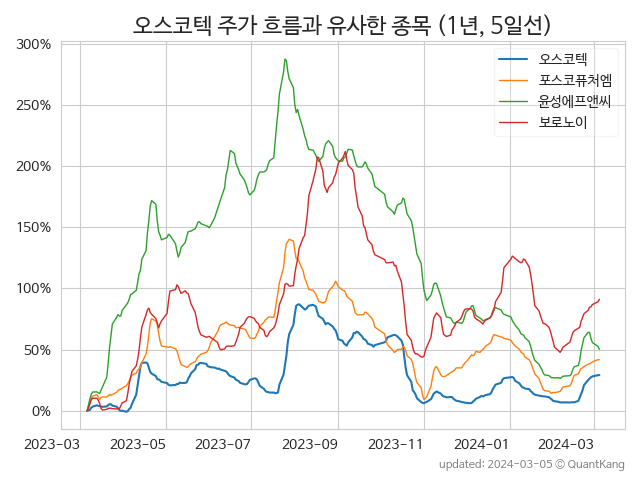 오스코텍 주가 흐름과 유사한 종목 (1년, 5일선)
300%
250%
200%
150%
100%
50%
0%
오스코텍
포스코퓨처엠
윤성에프앤씨
보로노이
2023-03
2023-05
2023-07
2023-09
2023-11
2024-01
2024-03
updated: 2024-03-05 © QuantKang